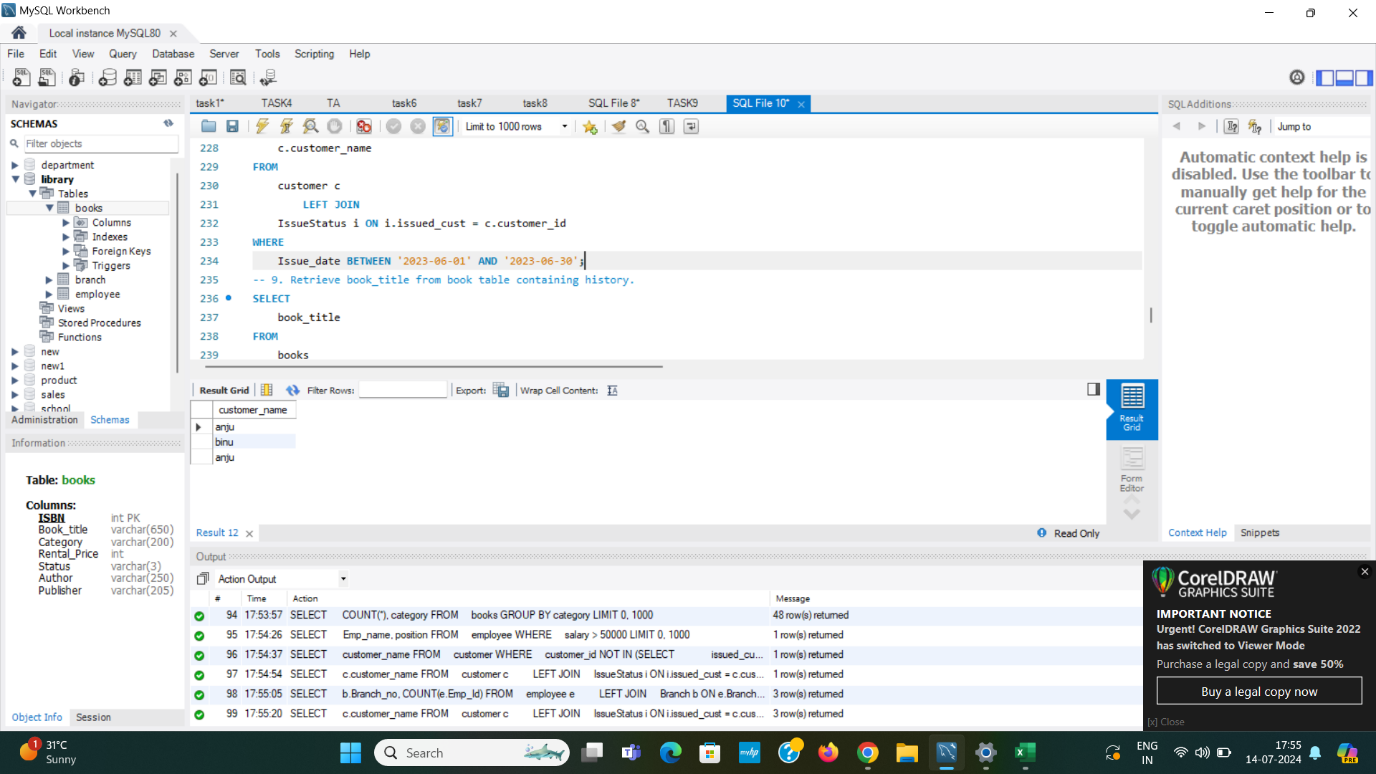 MySQL Workbench
Local instance MySQL80
File Edit View Query Database Server Tools Scripting Help
Navigator
SCHEMAS
Filter objects
department
library
Tables
books
Columns
Indexes
Foreign Keys
Triggers
branch
employee
Views
Stored Procedures
Functions
new
new1
product
sales
school
Administration Schemas
Information
Table: books
Columns:
ISBN int PK
Book_title varchar(650)
Category varchar(200)
Rental_Price int
Status varchar(3)
Author varchar(250)
Publisher varchar(205)
Object Info Session
task1* TASK4 TA task6 task7 task8 SQL File 8* TASK9 SQL File 10*
Limit to 1000 rows
228 c.customer_name
229 FROM
230 customer c
231 LEFT JOIN
232 IssueStatus i ON i.issued_cust = c.customer_id
233 WHERE
234 Issue_date BETWEEN '2023-06-01' AND '2023-06-30';
235 -- 9. Retrieve book_title from book table containing history.
236 SELECT
237 book_title
238 FROM
239 books
Result Grid Filter Rows: Export: Wrap Cell Content:
customer_name
anju
binu
anju
Result Grid
Form Editor
Result 12
Read Only
Output
Action Output
# Time Action Message
94 17:53:57 SELECT COUNT(*), category FROM books GROUP BY category LIMIT 0, 1000 48 row(s) returned
95 17:54:26 SELECT Emp_name, position FROM employee WHERE salary > 50000 LIMIT 0, 1000 1 row(s) returned
96 17:54:37 SELECT customer_name FROM customer WHERE customer_id NOT IN (SELECT issued_cu... 1 row(s) returned
97 17:54:54 SELECT c.customer_name FROM customer c LEFT JOIN IssueStatus i ON i.issued_cust = c.cus... 1 row(s) returned
98 17:55:05 SELECT b.Branch_no, COUNT(e.Emp_Id) FROM employee e LEFT JOIN Branch b ON e.Branch... 3 row(s) returned
99 17:55:20 SELECT c.customer_name FROM customer c LEFT JOIN IssueStatus i ON i.issued_cust = c.cus... 3 row(s) returned
SQLAdditions
Jump to
Automatic context help is
disabled. Use the toolbar to
manually get help for the
current caret position or to
toggle automatic help.
Context Help Snippets
CorelDRAW
GRAPHICS SUITE
IMPORTANT NOTICE
Urgent! CorelDRAW Graphics Suite 2022
has switched to Viewer Mode
Purchase a legal copy and save 50%
Buy a legal copy now
[x] Close
1
31°C
Sunny
Search
myhp
ENG
IN
17:55
14-07-2024
PRE